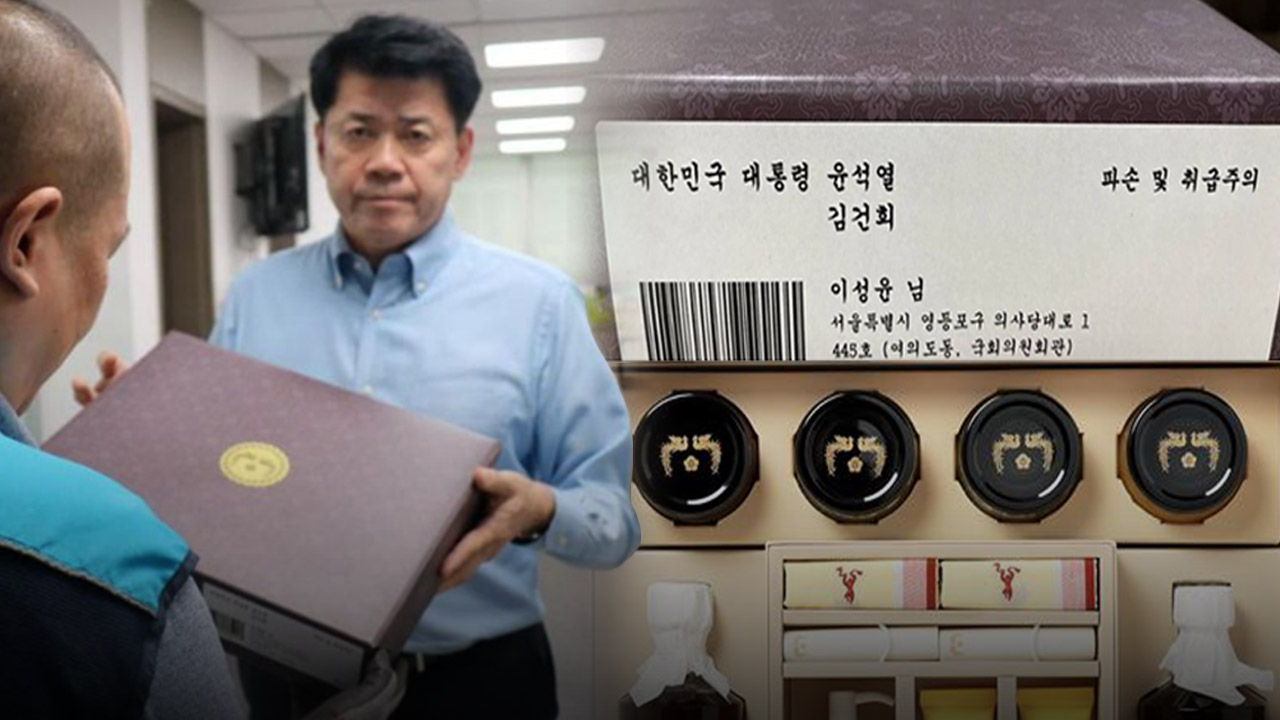 대한민국 대통령 윤석열
김건희
파손 및 취급주의
이성윤 님
서울특별시 영등포구 의사당대로 1
445호 (여의도동, 국회의원회관)